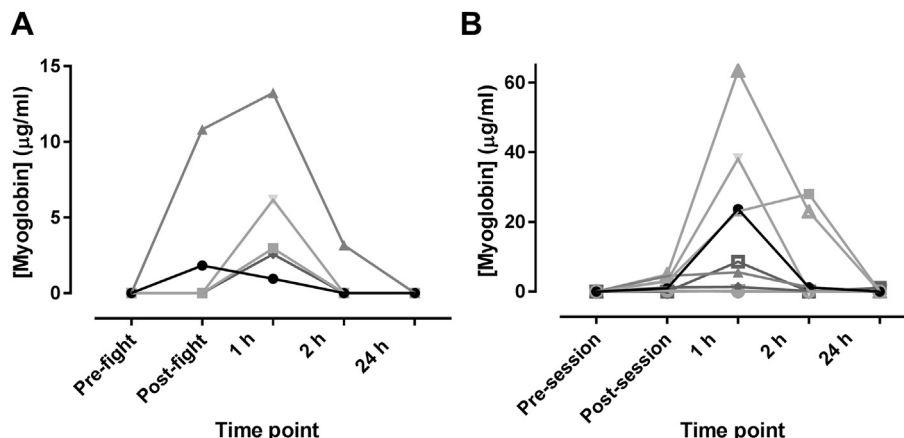 A
B
[Myoglobin] (μg/ml)
15
10
5
0
Pre-fight
Post-fight
1 h
2 h
24 h
Time point
[Myoglobin] (μg/ml)
60
40
20
0
Pre-session
Post-session
1 h
2 h
24 h
Time point